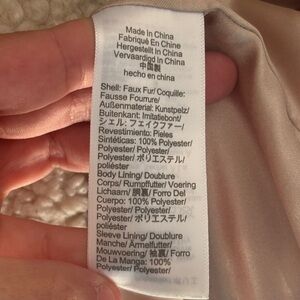 Made in China
Fabriqué En Chine
Hergestellt In China
Vervaardigd In China
中国製
hecho en china
Shell: Faux Fur/ Coquille:
Fausse Fourrure/
Außenmaterial: Kunstpelz/
Buitenkant: Imitatiebont/
シェル: フェイクファー/
Revestimiento: Pieles
Sintéticas: 100% Polyester/
Polyester/ Polyester/
Polyester/ ポリエステル/
poliéster
Body Lining/ Doublure
Corps/ Rumpffutter/ Voering
Lichaam/ 胴裏/ Forro Del
Cuerpo: 100% Polyester/
Polyester/ Polyester/
Polyester/ ポリエステル/
poliéster
Sleeve Lining/ Doublure
Manche/ Ärmelfutter/
Mouwvoering/ 袖裏/ Forro
De La Manga: 100%
Polyester/ Polyester/